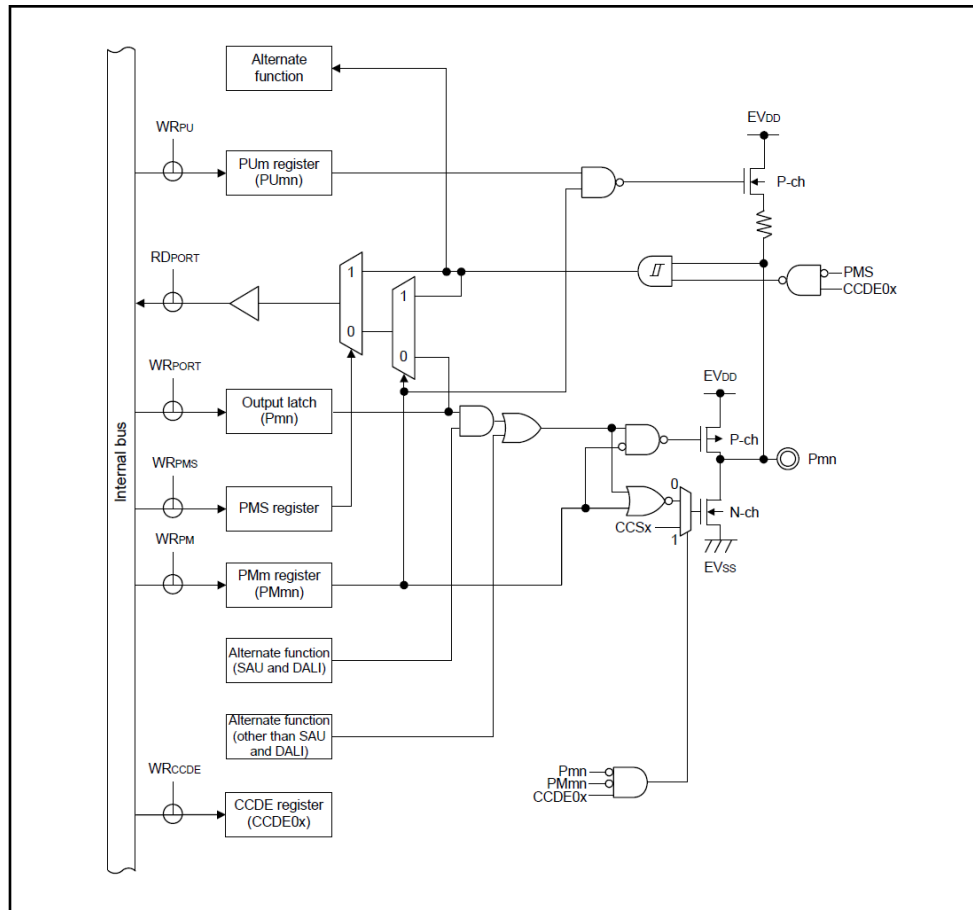 Alternate
function
EVDD
WRPU
PUm register
(PUmn)
P-ch
RDPORT
1
0
1
0
PMS
CCDE0x
WRPORT
Output latch
(Pmn)
EVDD
P-ch
Pmn
Internal bus
WRPMS
PMS register
0
CCSx
1
N-ch
EVSS
WRPM
PMm register
(PMmn)
Alternate function
(SAU and DALI)
Alternate function
(other than SAU
and DALI)
Pmn
PMmn
CCDE0x
WRCCDE
CCDE register
(CCDE0x)